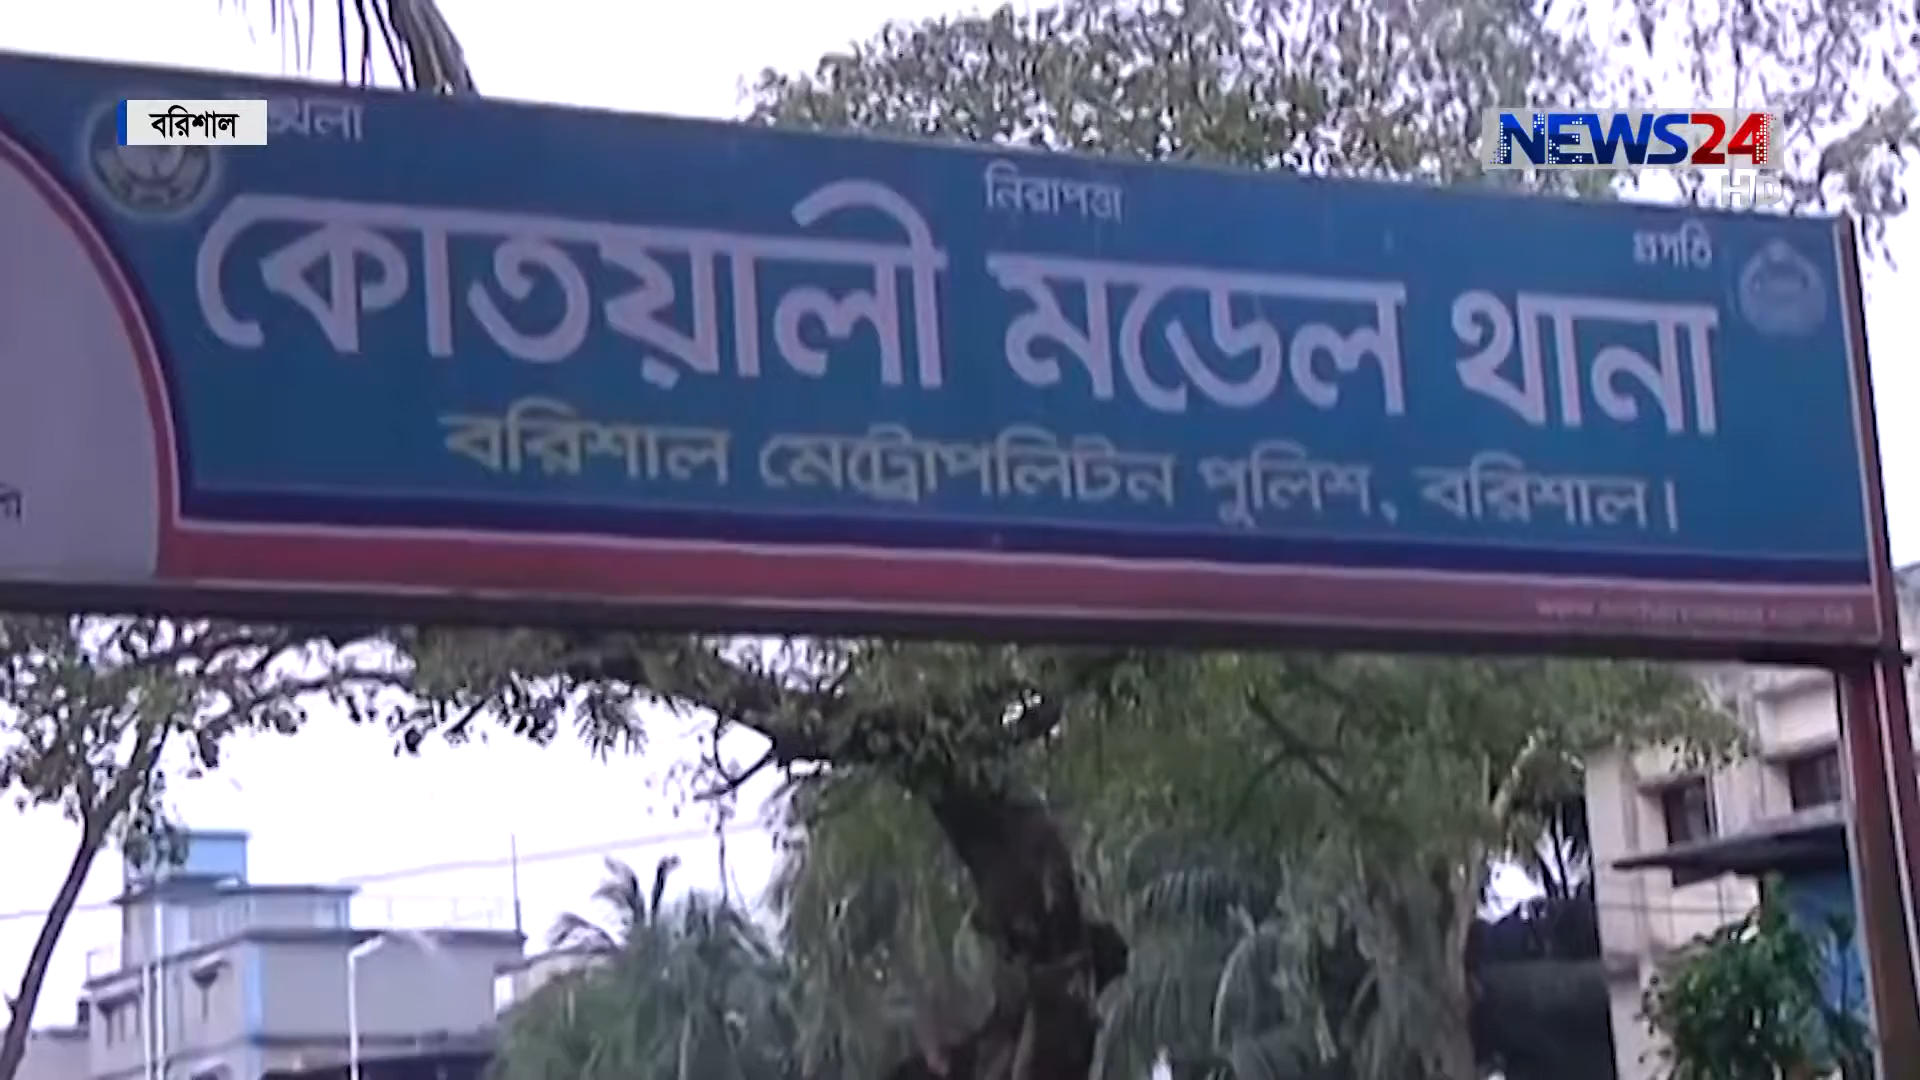 বরিশাল
NEWS24
HD
নিরাপত্তা
প্রগতি
কোতয়ালী মডেল থানা
বরিশাল মেট্রোপলিটন পুলিশ, বরিশাল।